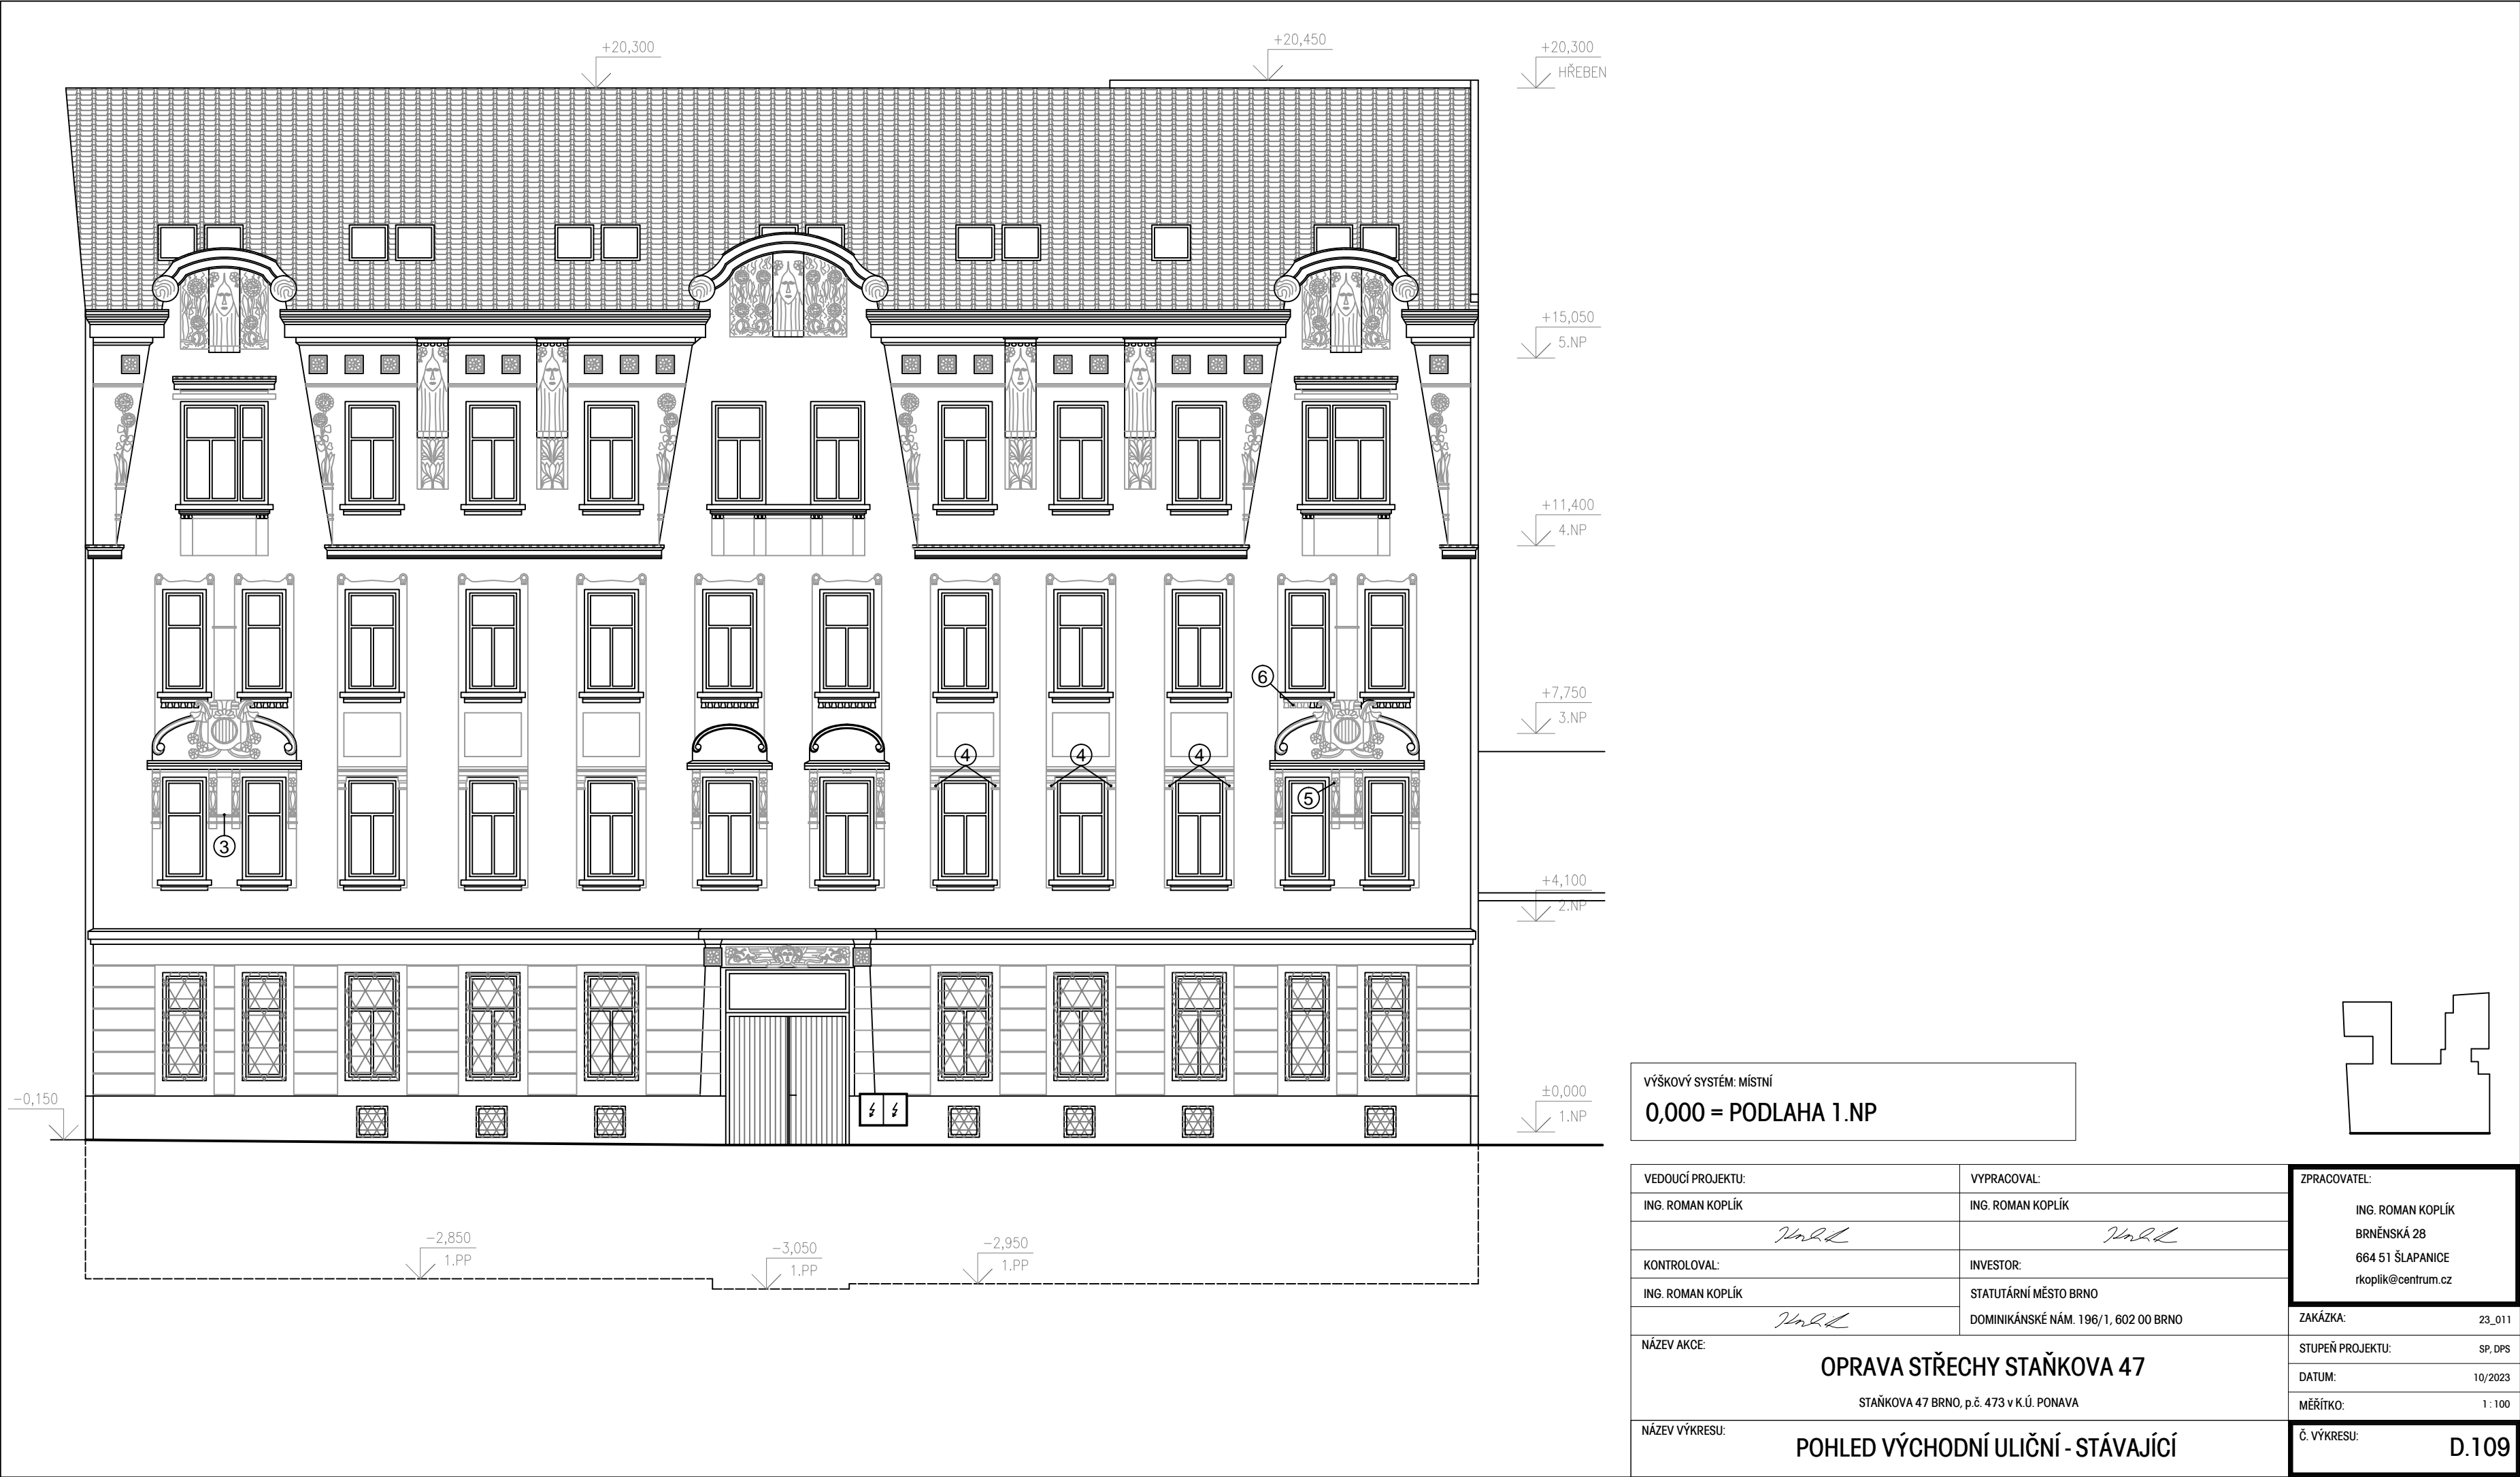 +20,300
+20,450
+20,300
HŘEBEN
+15,050
5.NP
+11,400
4.NP
6
+7,750
3.NP
4
4
4
5
3
+4,100
2.NP
-0,150
±0,000
1.NP
-2,850
1.PP
-3,050
1.PP
-2,950
1.PP
VÝŠKOVÝ SYSTÉM: MÍSTNÍ
0,000 = PODLAHA 1.NP
VEDOUCÍ PROJEKTU:
ING. ROMAN KOPLÍK
VYPRACOVAL:
ING. ROMAN KOPLÍK
KONTROLOVAL:
ING. ROMAN KOPLÍK
INVESTOR:
STATUTÁRNÍ MĚSTO BRNO
DOMINIKÁNSKÉ NÁM. 196/1, 602 00 BRNO
ZPRACOVATEL:
ING. ROMAN KOPLÍK
BRNĚNSKÁ 28
664 51 ŠLAPANICE
rkoplik@centrum.cz
NÁZEV AKCE:
OPRAVA STŘECHY STAŇKOVA 47
STAŇKOVA 47 BRNO, p.č. 473 v K.Ú. PONAVA
NÁZEV VÝKRESU:
POHLED VÝCHODNÍ ULIČNÍ - STÁVAJÍCÍ
ZAKÁZKA: 23_011
STUPEŇ PROJEKTU: SP, DPS
DATUM: 10/2023
MĚŘÍTKO: 1 : 100
Č. VÝKRESU: D.109